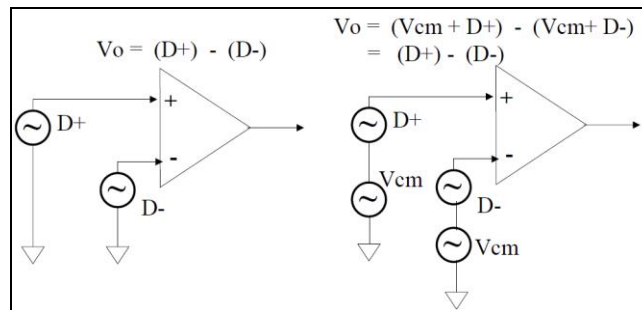 Vo = (D+) - (D-)
+
D+
-
D-
Vo = (Vcm + D+) - (Vcm+ D-)
= (D+) - (D-)
+
D+
-
Vcm
D-
Vcm